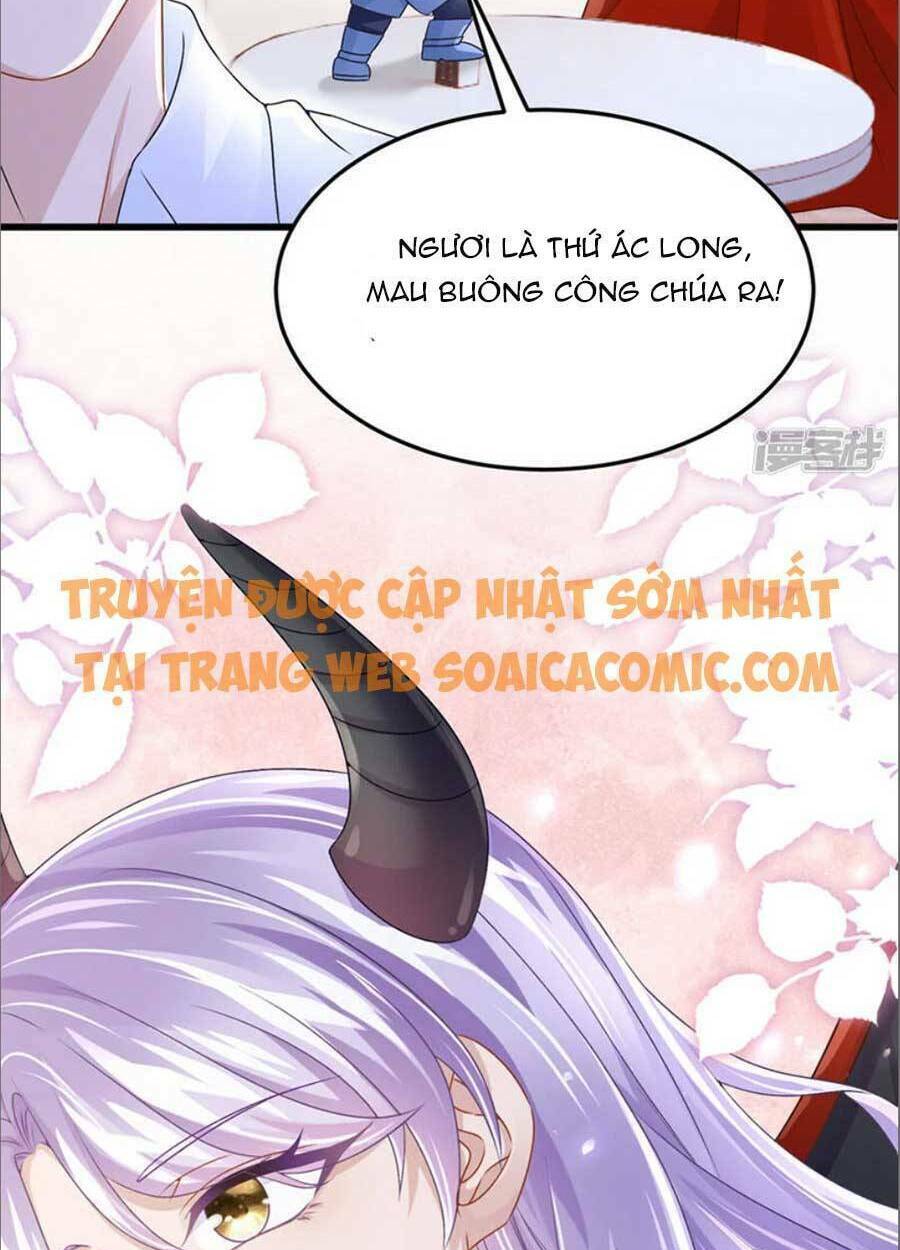 NGƯƠI LÀ THỨ ÁC LONG,
MAU BUÔNG CÔNG CHÚA RA!
漫客栈
TRUYỆN ĐƯỢC CẬP NHẬT SỚM NHẤT
TẠI TRANG WEB SOAICACOMIC.COM